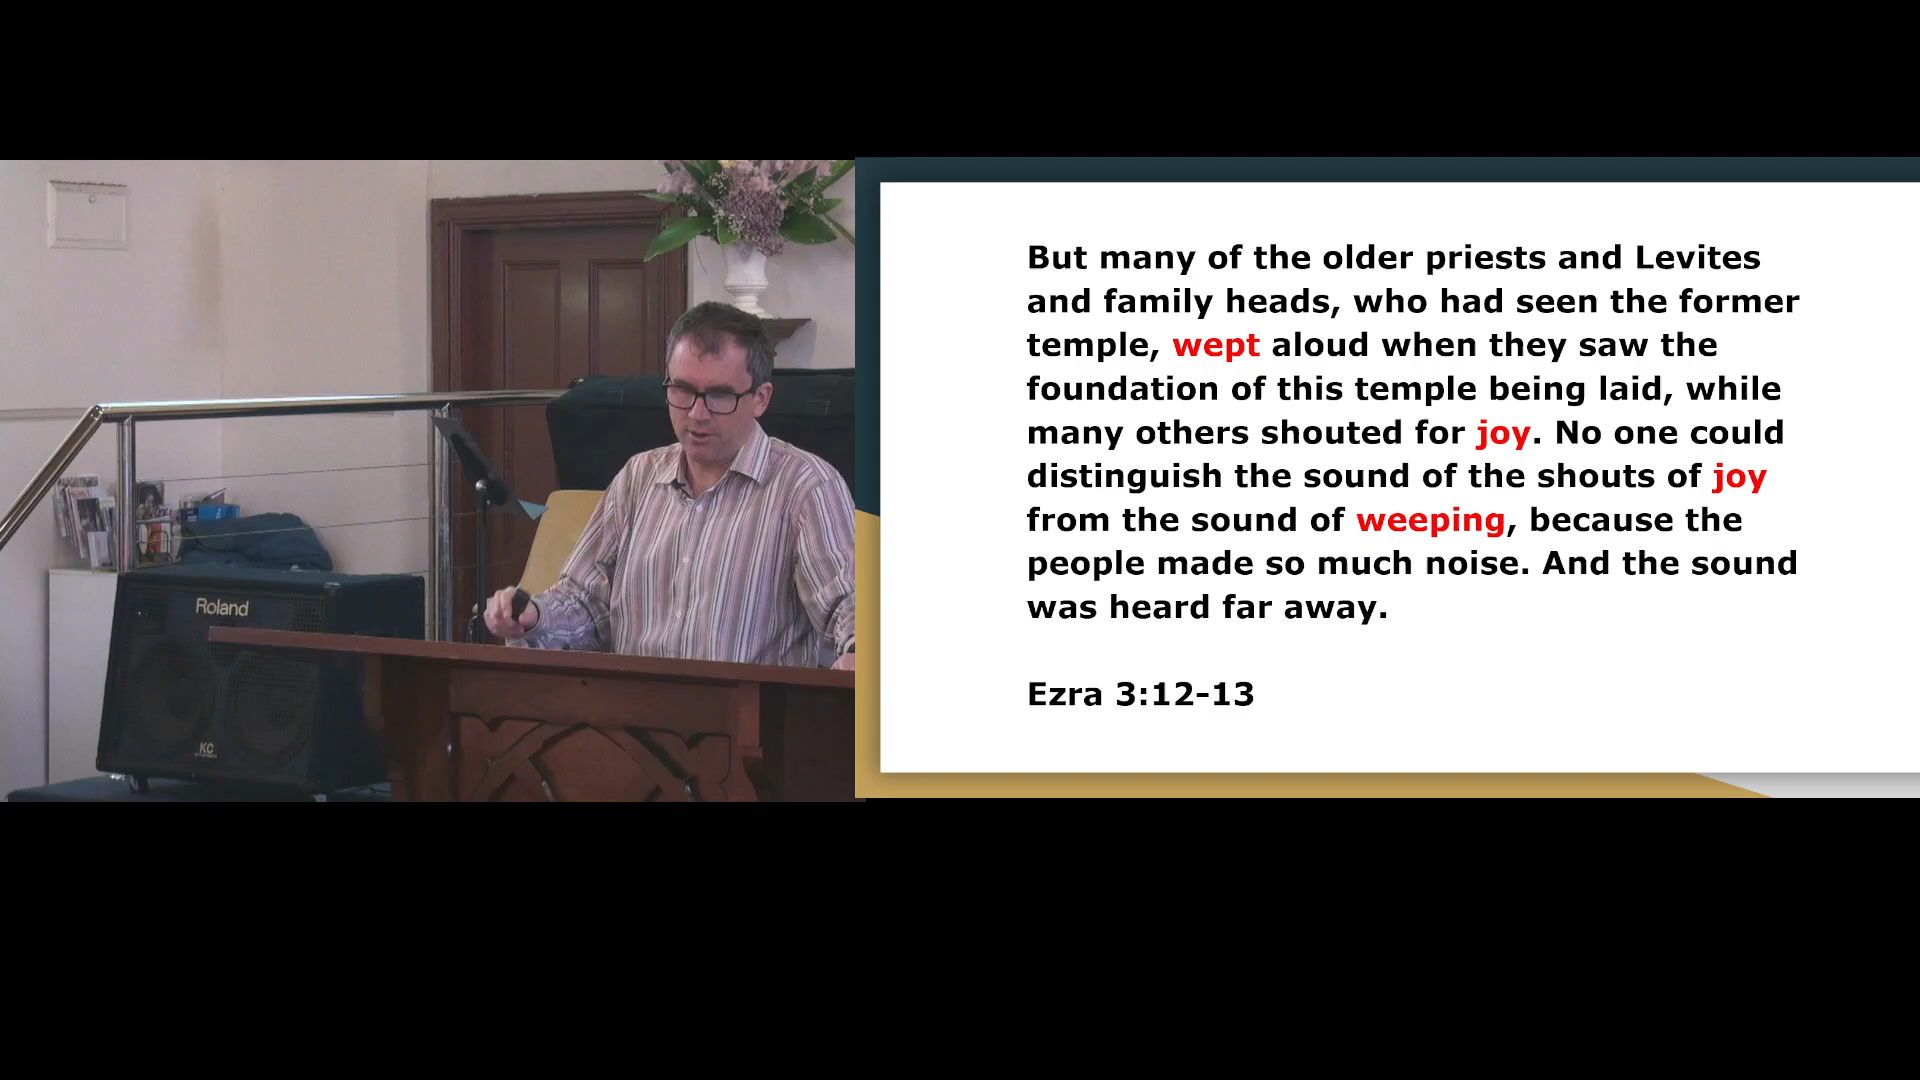 Roland
KC
But many of the older priests and Levites
and family heads, who had seen the former
temple, wept aloud when they saw the
foundation of this temple being laid, while
many others shouted for joy. No one could
distinguish the sound of the shouts of joy
from the sound of weeping, because the
people made so much noise. And the sound
was heard far away.
Ezra 3:12-13